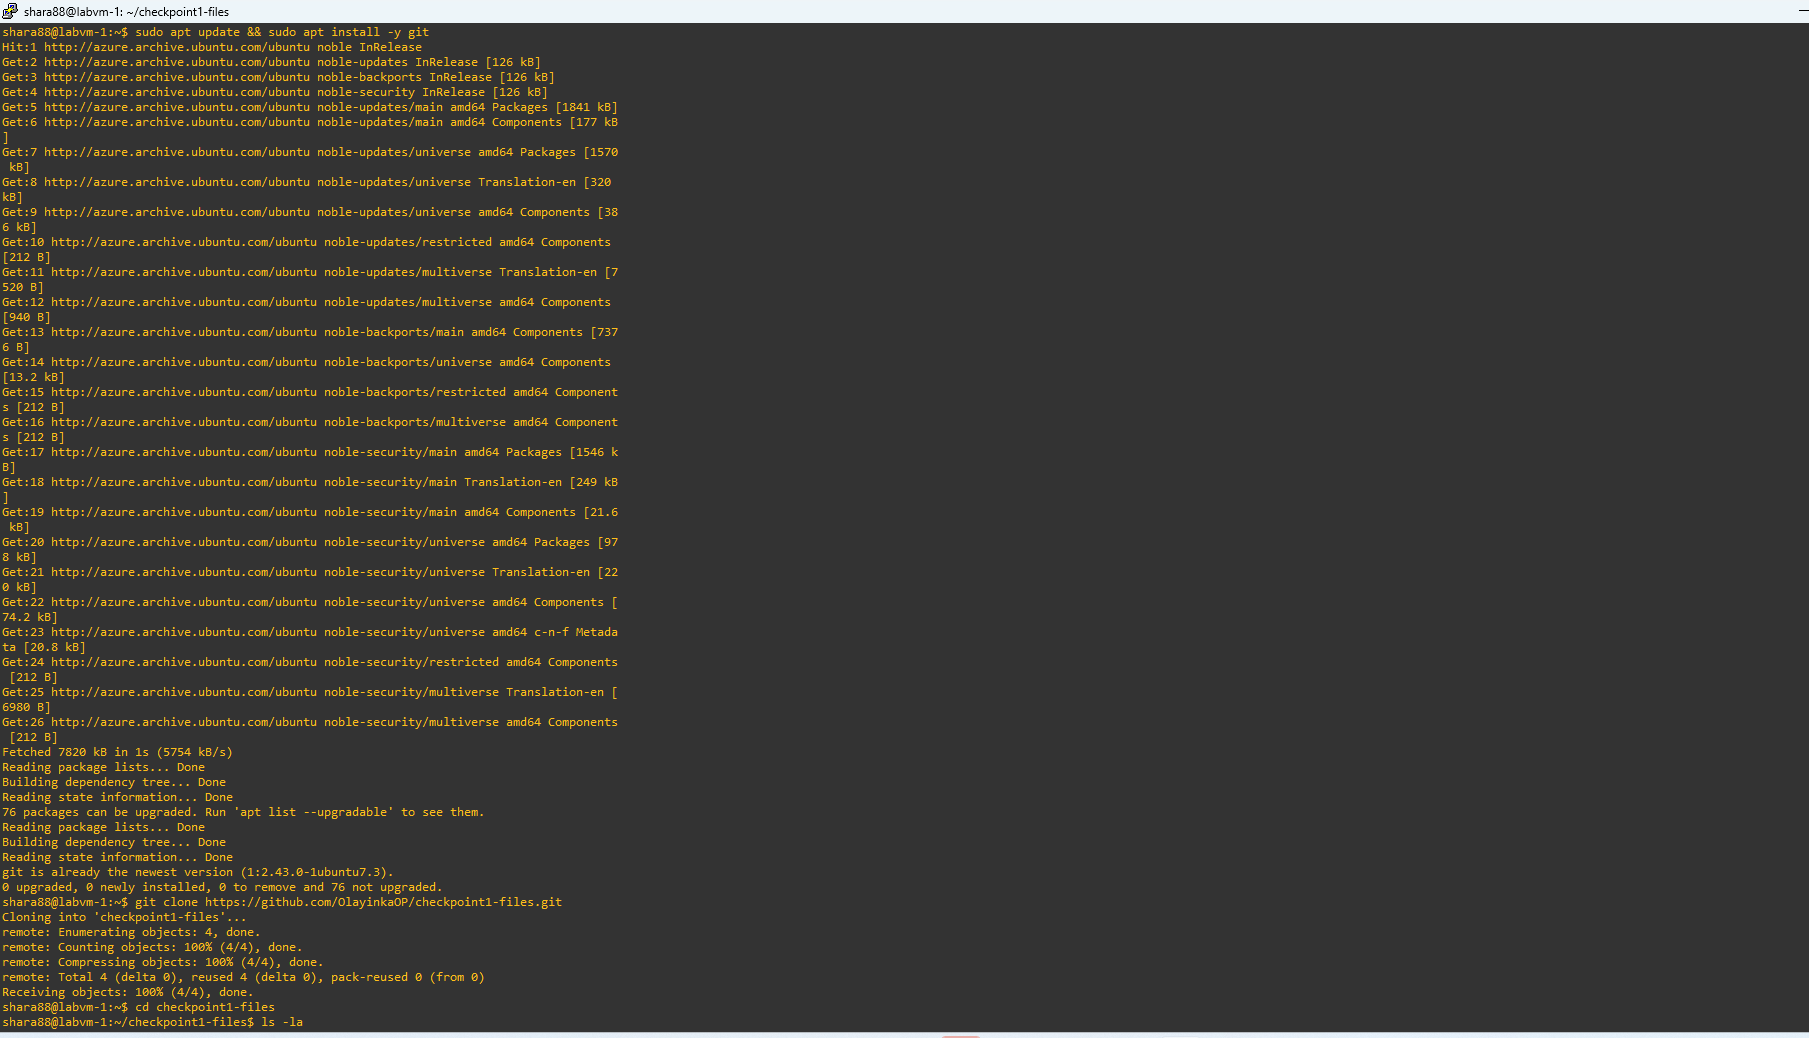 shara88@labvm-1: ~/checkpoint1-files
shara88@labvm-1:~$ sudo apt update && sudo apt install -y git
Hit:1 http://azure.archive.ubuntu.com/ubuntu noble InRelease
Get:2 http://azure.archive.ubuntu.com/ubuntu noble-updates InRelease [126 kB]
Get:3 http://azure.archive.ubuntu.com/ubuntu noble-backports InRelease [126 kB]
Get:4 http://azure.archive.ubuntu.com/ubuntu noble-security InRelease [126 kB]
Get:5 http://azure.archive.ubuntu.com/ubuntu noble-updates/main amd64 Packages [1841 kB]
Get:6 http://azure.archive.ubuntu.com/ubuntu noble-updates/main amd64 Components [177 kB
]
Get:7 http://azure.archive.ubuntu.com/ubuntu noble-updates/universe amd64 Packages [1570
 kB]
Get:8 http://azure.archive.ubuntu.com/ubuntu noble-updates/universe Translation-en [320
kB]
Get:9 http://azure.archive.ubuntu.com/ubuntu noble-updates/universe amd64 Components [38
6 kB]
Get:10 http://azure.archive.ubuntu.com/ubuntu noble-updates/restricted amd64 Components
[212 B]
Get:11 http://azure.archive.ubuntu.com/ubuntu noble-updates/multiverse Translation-en [7
520 B]
Get:12 http://azure.archive.ubuntu.com/ubuntu noble-updates/multiverse amd64 Components
[940 B]
Get:13 http://azure.archive.ubuntu.com/ubuntu noble-backports/main amd64 Components [737
6 B]
Get:14 http://azure.archive.ubuntu.com/ubuntu noble-backports/universe amd64 Components
[13.2 kB]
Get:15 http://azure.archive.ubuntu.com/ubuntu noble-backports/restricted amd64 Component
s [212 B]
Get:16 http://azure.archive.ubuntu.com/ubuntu noble-backports/multiverse amd64 Component
s [212 B]
Get:17 http://azure.archive.ubuntu.com/ubuntu noble-security/main amd64 Packages [1546 k
B]
Get:18 http://azure.archive.ubuntu.com/ubuntu noble-security/main Translation-en [249 kB
]
Get:19 http://azure.archive.ubuntu.com/ubuntu noble-security/main amd64 Components [21.6
 kB]
Get:20 http://azure.archive.ubuntu.com/ubuntu noble-security/universe amd64 Packages [97
8 kB]
Get:21 http://azure.archive.ubuntu.com/ubuntu noble-security/universe Translation-en [22
0 kB]
Get:22 http://azure.archive.ubuntu.com/ubuntu noble-security/universe amd64 Components [
74.2 kB]
Get:23 http://azure.archive.ubuntu.com/ubuntu noble-security/universe amd64 c-n-f Metada
ta [20.8 kB]
Get:24 http://azure.archive.ubuntu.com/ubuntu noble-security/restricted amd64 Components
 [212 B]
Get:25 http://azure.archive.ubuntu.com/ubuntu noble-security/multiverse Translation-en [
6980 B]
Get:26 http://azure.archive.ubuntu.com/ubuntu noble-security/multiverse amd64 Components
 [212 B]
Fetched 7820 kB in 1s (5754 kB/s)
Reading package lists... Done
Building dependency tree... Done
Reading state information... Done
76 packages can be upgraded. Run 'apt list --upgradable' to see them.
Reading package lists... Done
Building dependency tree... Done
Reading state information... Done
git is already the newest version (1:2.43.0-1ubuntu7.3).
0 upgraded, 0 newly installed, 0 to remove and 76 not upgraded.
shara88@labvm-1:~$ git clone https://github.com/OlayinkaOP/checkpoint1-files.git
Cloning into 'checkpoint1-files'...
remote: Enumerating objects: 4, done.
remote: Counting objects: 100% (4/4), done.
remote: Compressing objects: 100% (4/4), done.
remote: Total 4 (delta 0), reused 4 (delta 0), pack-reused 0 (from 0)
Receiving objects: 100% (4/4), done.
shara88@labvm-1:~$ cd checkpoint1-files
shara88@labvm-1:~/checkpoint1-files$ ls -la